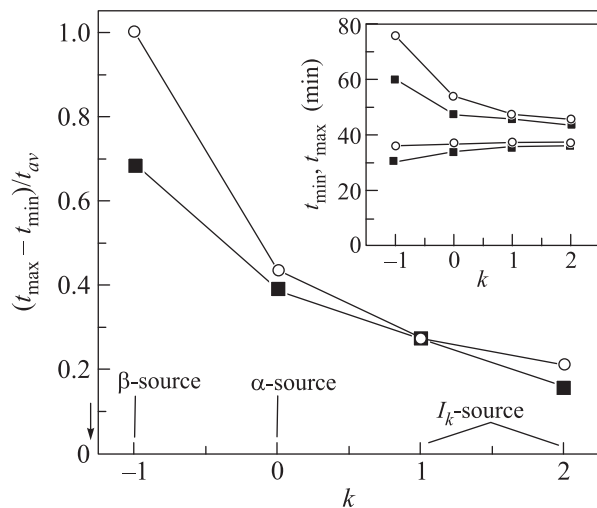 (t_max – t_min)/t_av
1.0
0.8
0.6
0.4
0.2
0
β-source
α-source
I_k-source
–1
0
1
2
k
t_min, t_max (min)
80
60
40
20
0
–1
0
1
2
k